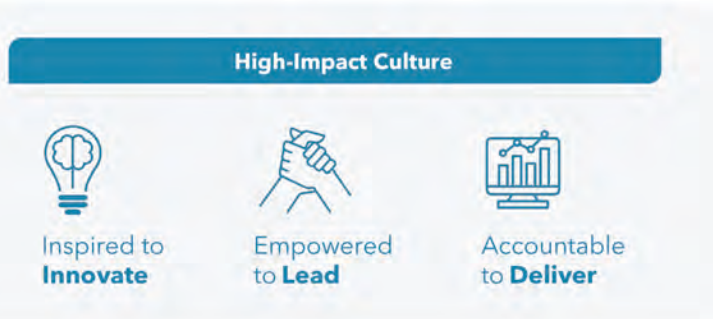 High-Impact Culture
Inspired to
Innovate
Empowered
to Lead
Accountable
to Deliver